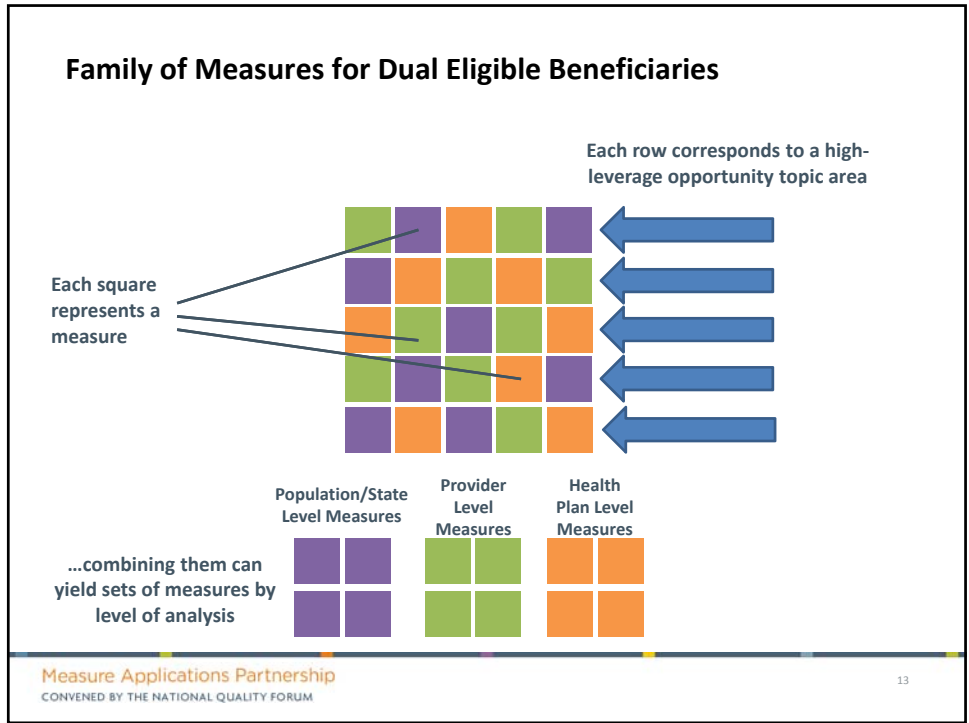 Family of Measures for Dual Eligible Beneficiaries
Each row corresponds to a high-
leverage opportunity topic area
Each square
represents a
measure
Population/State
Level Measures
Provider
Level
Measures
Health
Plan Level
Measures
...combining them can
yield sets of measures by
level of analysis
Measure Applications Partnership
CONVENED BY THE NATIONAL QUALITY FORUM
13